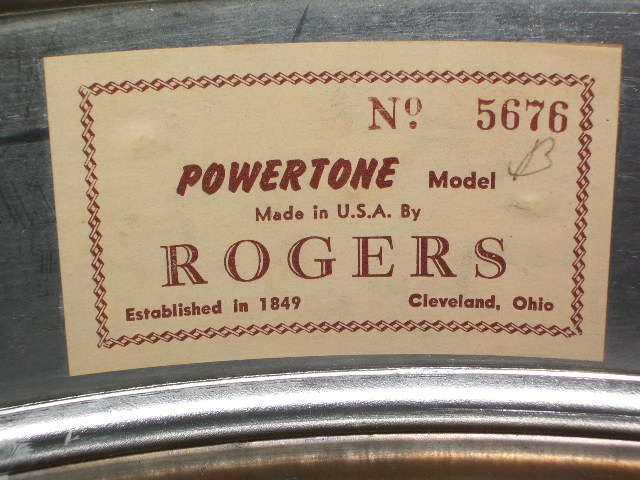 Nº 5676
POWERTONE Model
Made in U.S.A. By
ROGERS
Established in 1849 Cleveland, Ohio